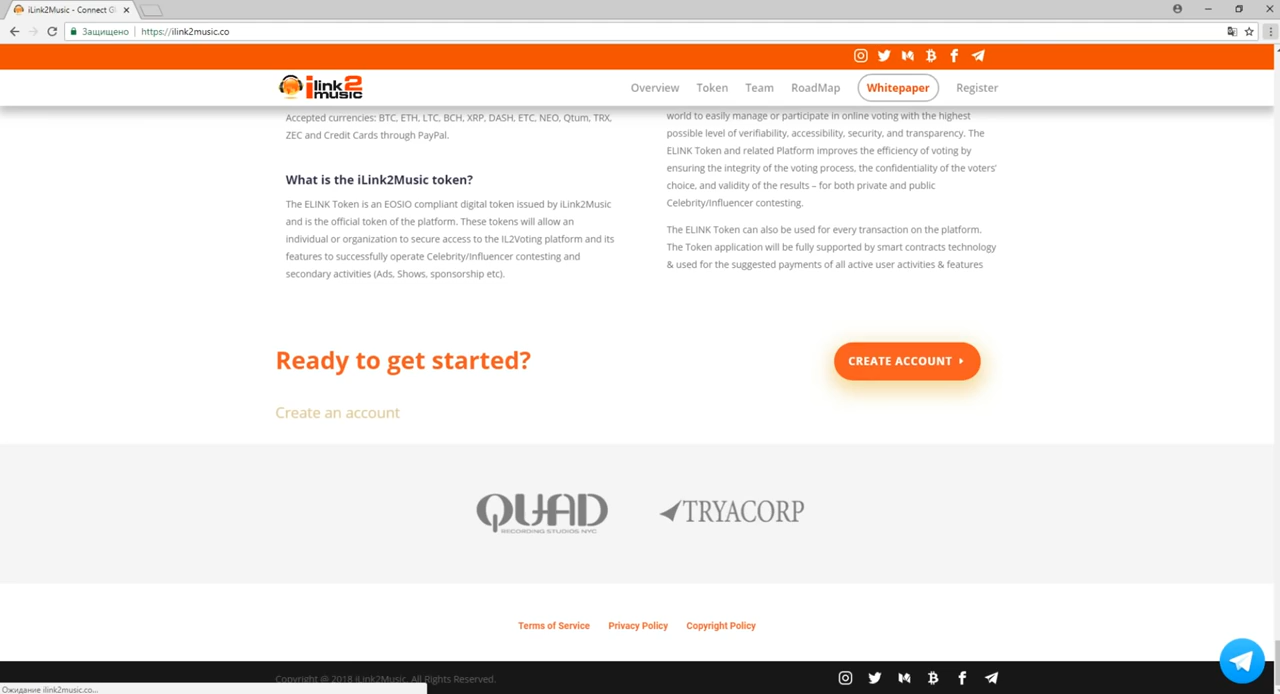 iLink2Music - Connect Gl
Защищено
https://ilink2music.co
ilink2 music
Overview
Token
Team
RoadMap
Whitepaper
Register
Accepted currencies: BTC, ETH, LTC, BCH, XRP, DASH, ETC, NEO, Qtum, TRX,
ZEC and Credit Cards through PayPal.
What is the iLink2Music token?
The ELINK Token is an EOSIO compliant digital token issued by iLink2Music
and is the official token of the platform. These tokens will allow an
individual or organization to secure access to the IL2Voting platform and its
features to successfully operate Celebrity/Influencer contesting and
secondary activities (Ads, Shows, sponsorship etc).
world to easily manage or participate in online voting with the highest
possible level of verifiability, accessibility, security, and transparency. The
ELINK Token and related Platform improves the efficiency of voting by
ensuring the integrity of the voting process, the confidentiality of the voters'
choice, and validity of the results – for both private and public
Celebrity/Influencer contesting.
The ELINK Token can also be used for every transaction on the platform.
The Token application will be fully supported by smart contracts technology
& used for the suggested payments of all active user activities & features
Ready to get started?
CREATE ACCOUNT
Create an account
QUAD
RECORDING STUDIOS NYC
TRYACORP
Terms of Service
Privacy Policy
Copyright Policy
Copyright @ 2018 iLink2Music. All Rights Reserved.
Ожидание ilink2music.co...